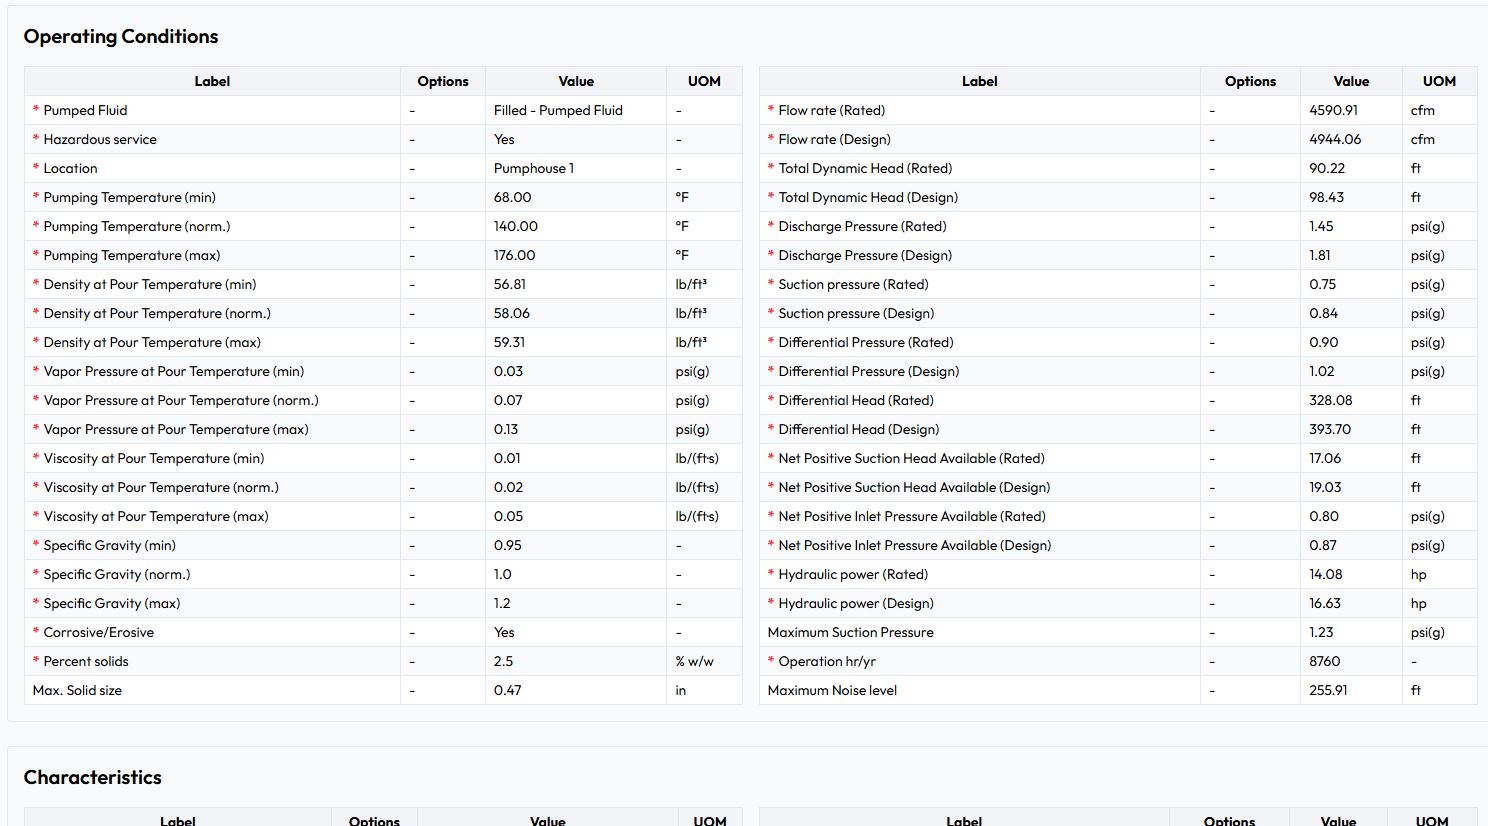 Operating Conditions
Label Options Value UOM
* Pumped Fluid - Filled - Pumped Fluid -
* Hazardous service - Yes -
* Location - Pumphouse 1 -
* Pumping Temperature (min) - 68.00 °F
* Pumping Temperature (norm.) - 140.00 °F
* Pumping Temperature (max) - 176.00 °F
* Density at Pour Temperature (min) - 56.81 lb/ft³
* Density at Pour Temperature (norm.) - 58.06 lb/ft³
* Density at Pour Temperature (max) - 59.31 lb/ft³
* Vapor Pressure at Pour Temperature (min) - 0.03 psi(g)
* Vapor Pressure at Pour Temperature (norm.) - 0.07 psi(g)
* Vapor Pressure at Pour Temperature (max) - 0.13 psi(g)
* Viscosity at Pour Temperature (min) - 0.01 lb/(ft·s)
* Viscosity at Pour Temperature (norm.) - 0.02 lb/(ft·s)
* Viscosity at Pour Temperature (max) - 0.05 lb/(ft·s)
* Specific Gravity (min) - 0.95 -
* Specific Gravity (norm.) - 1.0 -
* Specific Gravity (max) - 1.2 -
* Corrosive/Erosive - Yes -
* Percent solids - 2.5 % w/w
Max. Solid size - 0.47 in
Label Options Value UOM
* Flow rate (Rated) - 4590.91 cfm
* Flow rate (Design) - 4944.06 cfm
* Total Dynamic Head (Rated) - 90.22 ft
* Total Dynamic Head (Design) - 98.43 ft
* Discharge Pressure (Rated) - 1.45 psi(g)
* Discharge Pressure (Design) - 1.81 psi(g)
* Suction pressure (Rated) - 0.75 psi(g)
* Suction pressure (Design) - 0.84 psi(g)
* Differential Pressure (Rated) - 0.90 psi(g)
* Differential Pressure (Design) - 1.02 psi(g)
* Differential Head (Rated) - 328.08 ft
* Differential Head (Design) - 393.70 ft
* Net Positive Suction Head Available (Rated) - 17.06 ft
* Net Positive Suction Head Available (Design) - 19.03 ft
* Net Positive Inlet Pressure Available (Rated) - 0.80 psi(g)
* Net Positive Inlet Pressure Available (Design) - 0.87 psi(g)
* Hydraulic power (Rated) - 14.08 hp
* Hydraulic power (Design) - 16.63 hp
Maximum Suction Pressure - 1.23 psi(g)
* Operation hr/yr - 8760 -
Maximum Noise level - 255.91 ft
Characteristics
Label Options Value UOM
Label Options Value UOM